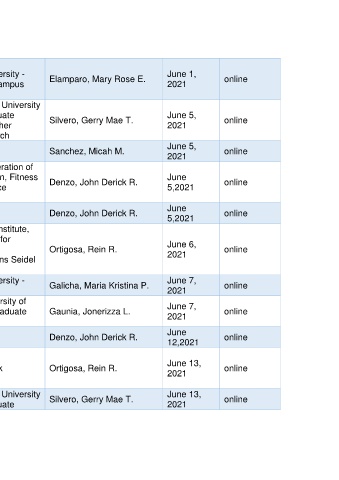 ersity -
ampus
Elamparo, Mary Rose E.
June 1,
2021
online
University
uate
her
ch
Silvero, Gerry Mae T.
June 5,
2021
online
Sanchez, Micah M.
June 5,
2021
online
eration of
n, Fitness
ce
Denzo, John Derick R.
June
5,2021
online
Denzo, John Derick R.
June
5,2021
online
nstitute,
for
ns Seidel
Ortigosa, Rein R.
June 6,
2021
online
ersity -
Galicha, Maria Kristina P.
June 7,
2021
online
rsity of
aduate
Gaunia, Jonerizza L.
June 7,
2021
online
Denzo, John Derick R.
June
12,2021
online
k
Ortigosa, Rein R.
June 13,
2021
online
University
uate
Silvero, Gerry Mae T.
June 13,
2021
online